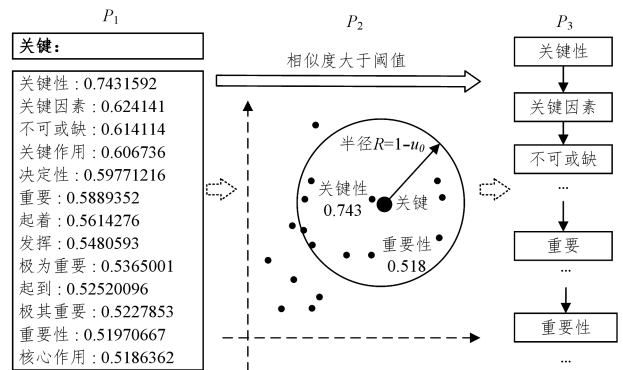 P1
P2
P3
关键:
关键性 : 0.7431592
关键因素 : 0.624141
不可或缺 : 0.614114
关键作用 : 0.606736
决定性 : 0.59771216
重要 : 0.5889352
起着 : 0.5614276
发挥 : 0.5480593
极为重要 : 0.5365001
起到 : 0.52520096
极其重要 : 0.5227853
重要性 : 0.51970667
核心作用 : 0.5186362
相似度大于阈值
半径R=1-u0
关键性
0.743
关键
重要性
0.518
关键性
关键因素
不可或缺
...
重要
...
重要性
...